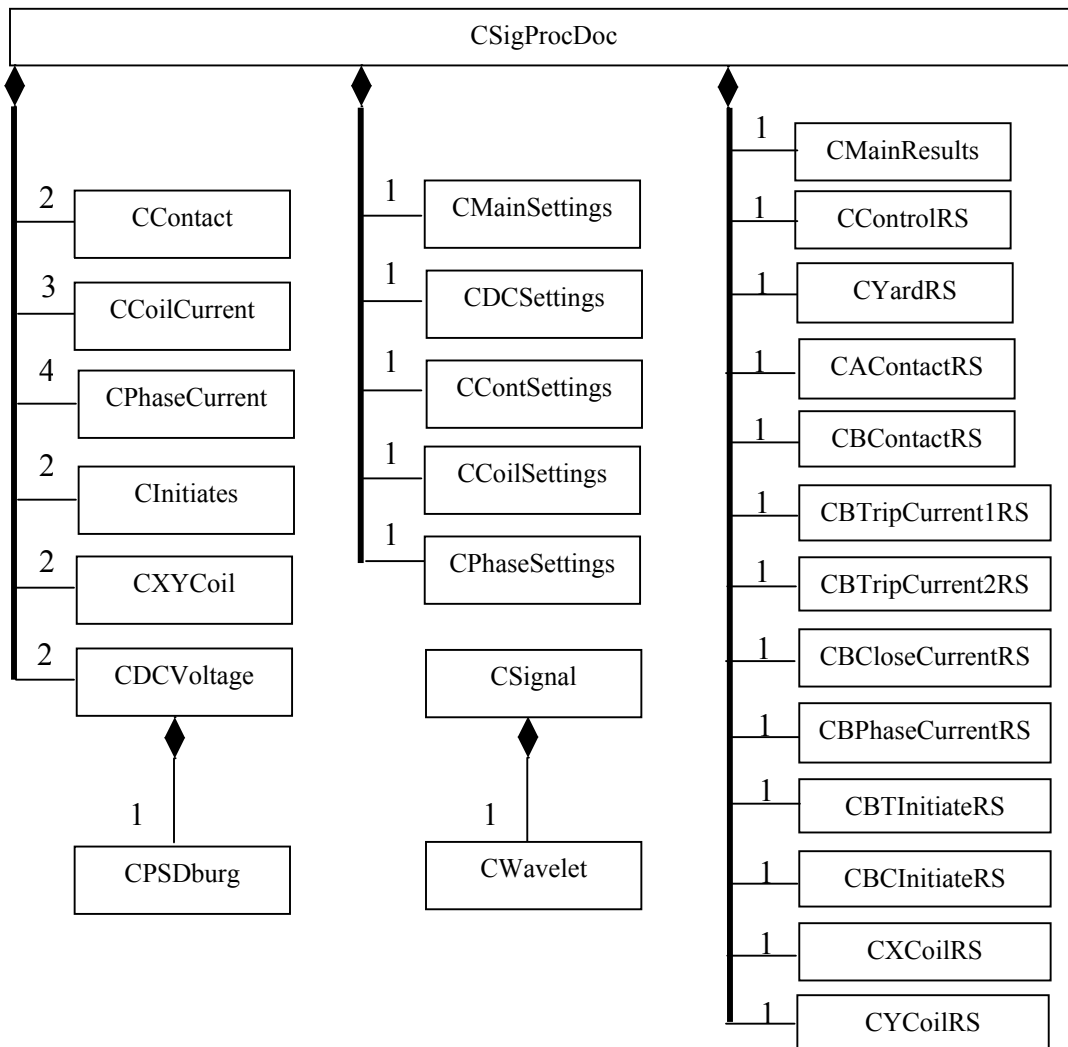 CSigProcDoc
2
CContact
3
CCoilCurrent
4
CPhaseCurrent
2
CInitiates
2
CXYCoil
2
CDCVoltage
1
CPSDburg
1
CMainSettings
1
CDCSettings
1
CContSettings
1
CCoilSettings
1
CPhaseSettings
CSignal
1
CWavelet
1
CMainResults
1
CControlRS
1
CYardRS
1
CAContactRS
1
CBContactRS
1
CBTripCurrent1RS
1
CBTripCurrent2RS
1
CBCloseCurrentRS
1
CBPhaseCurrentRS
1
CBTInitiateRS
1
CBCInitiateRS
1
CXCoilRS
1
CYCoilRS